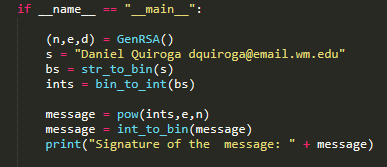 if __name__ == "__main__":
(n,e,d) = GenRSA()
s = "Daniel Quiroga dquiroga@email.wm.edu"
bs = str_to_bin(s)
ints = bin_to_int(bs)
message = pow(ints,e,n)
message = int_to_bin(message)
print("Signature of the  message: " + message)